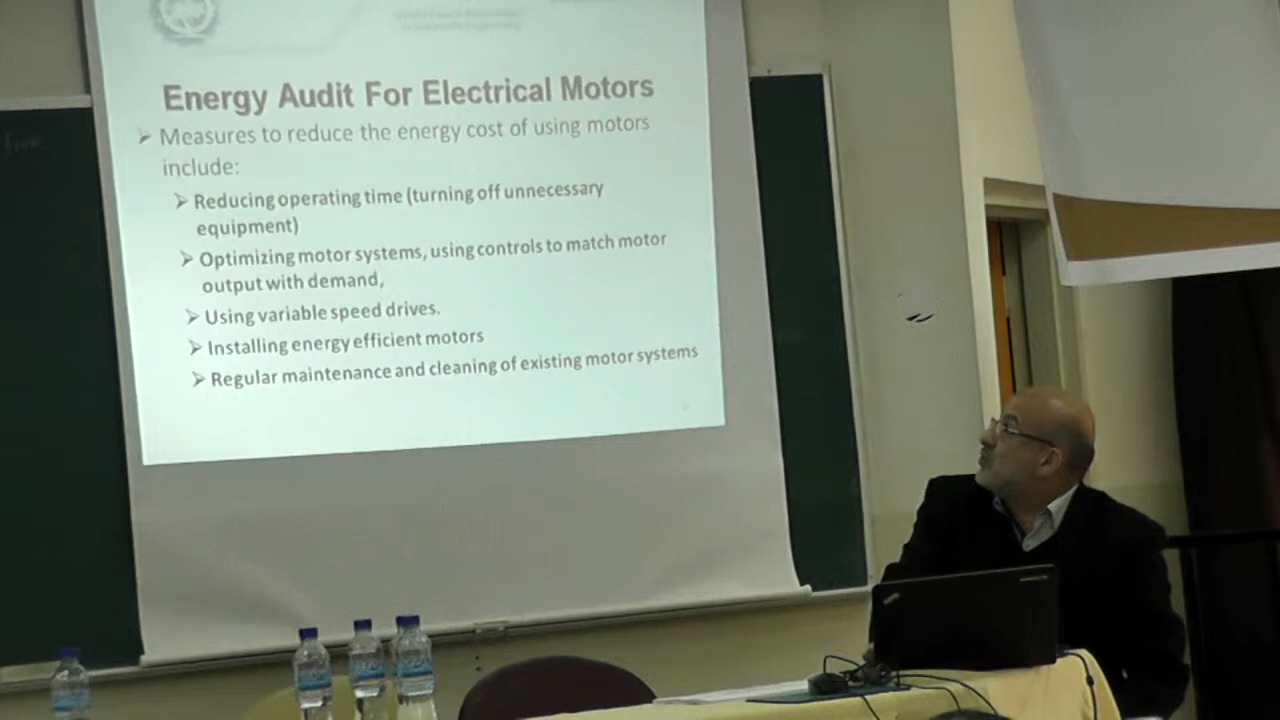 Energy Audit For Electrical Motors
➢ Measures to reduce the energy cost of using motors
include:
➢ Reducing operating time (turning off unnecessary
equipment)
➢ Optimizing motor systems, using controls to match motor
output with demand,
➢ Using variable speed drives.
➢ Installing energy efficient motors
➢ Regular maintenance and cleaning of existing motor systems